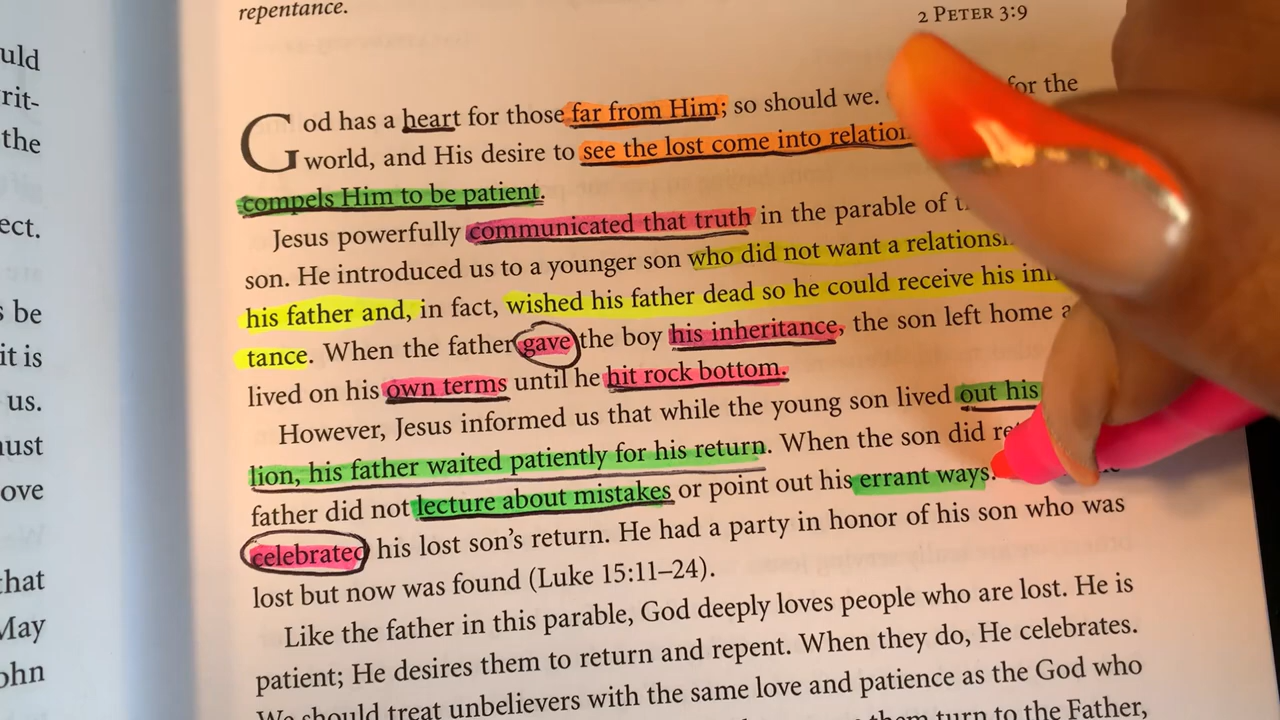 uld
rit-
the
ect.
s be
it is
us.
nust
ove
that
May
ohn
repentance.
2 PETER 3:9
God has a heart for those far from Him; so should we. for the
world, and His desire to see the lost come into
compels Him to be patient.
Jesus powerfully communicated that truth in the parable of
son. He introduced us to a younger son who did not want a
his father and, in fact, wished his father dead so he could receive his
tance. When the father gave the boy his inheritance, the son left home
lived on his own terms until he hit rock bottom.
However, Jesus informed us that while the young son lived out his
lion, his father waited patiently for his return. When the son did
father did not lecture about mistakes or point out his errant ways.
celebrated his lost son’s return. He had a party in honor of his son who was
lost but now was found (Luke 15:11–24).
Like the father in this parable, God deeply loves people who are lost. He is
patient; He desires them to return and repent. When they do, He celebrates.
We should treat unbelievers with the same love and patience as the God who
them turn to the Father,